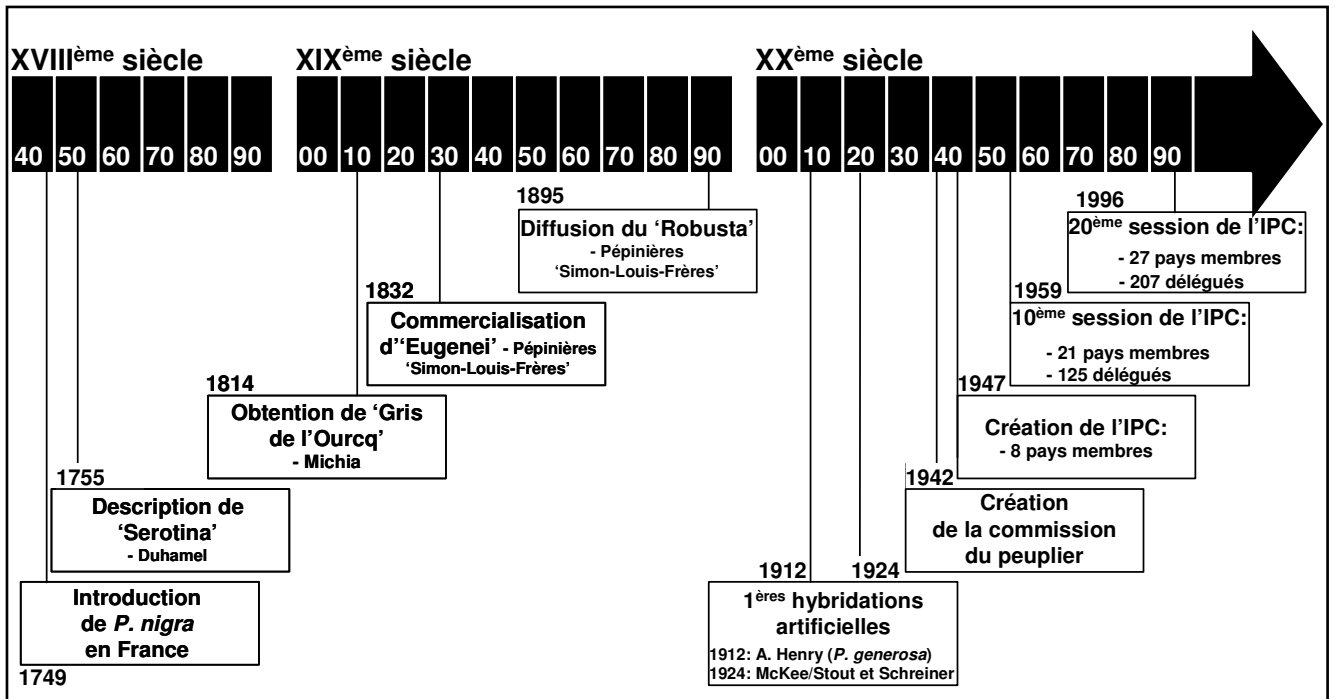 XVIIIème siècle
XIXème siècle
XXème siècle
40 50 60 70 80 90
00 10 20 30 40 50 60 70 80 90
00 10 20 30 40 50 60 70 80 90
1895
Diffusion du ‘Robusta’
- Pépinières
‘Simon-Louis-Frères’
1996
20ème session de l’IPC:
- 27 pays membres
- 207 délégués
1832
Commercialisation
d’‘Eugenei’ - Pépinières
‘Simon-Louis-Frères’
1959
10ème session de l’IPC:
- 21 pays membres
- 125 délégués
1814
Obtention de ‘Gris
de l’Ourcq’
- Michia
1947
Création de l’IPC:
- 8 pays membres
1755
Description de
‘Serotina’
- Duhamel
1942
Création
de la commission
du peuplier
Introduction
de P. nigra
en France
1749
1912
1924
1ères hybridations
artificielles
1912: A. Henry (P. generosa)
1924: McKee/Stout et Schreiner